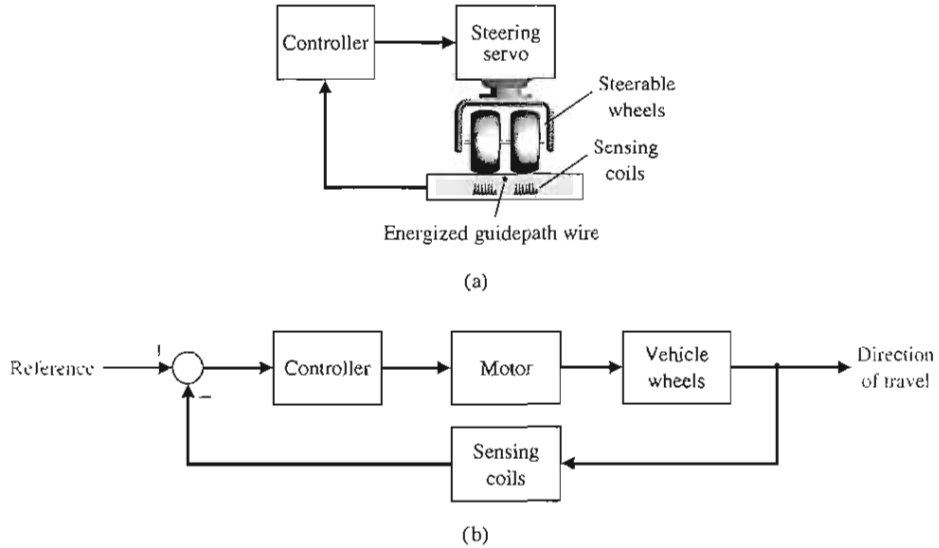 Controller
Steering
servo
Steerable
wheels
Sensing
coils
Energized guidepath wire
(a)
Reference
+
−
Controller
Motor
Vehicle
wheels
Direction
of travel
Sensing
coils
(b)